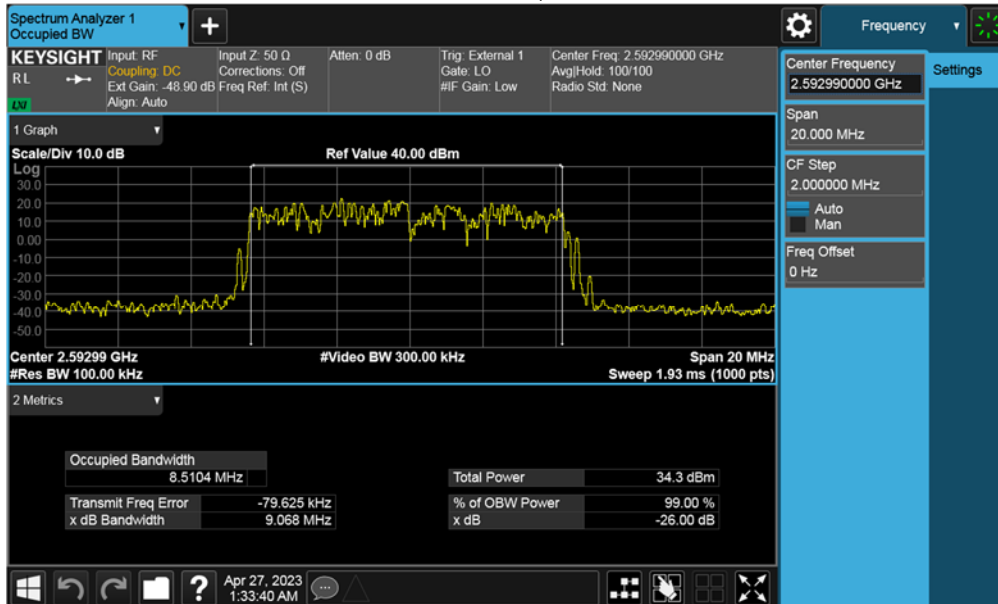 Spectrum Analyzer 1
Occupied BW
+
Frequency
KEYSIGHT
RL
LXI
Input: RF
Coupling: DC
Ext Gain: -48.90 dB
Align: Auto
Input Z: 50 Ω
Corrections: Off
Freq Ref: Int (S)
Atten: 0 dB
Trig: External 1
Gate: LO
#IF Gain: Low
Center Freq: 2.592990000 GHz
Avg|Hold: 100/100
Radio Std: None
Center Frequency
2.592990000 GHz
Settings
Span
20.000 MHz
CF Step
2.000000 MHz
Auto
Man
Freq Offset
0 Hz
1 Graph
Scale/Div 10.0 dB
Ref Value 40.00 dBm
Log
30.0
20.0
10.0
0.00
-10.0
-20.0
-30.0
-40.0
-50.0
Center 2.59299 GHz
#Video BW 300.00 kHz
Span 20 MHz
#Res BW 100.00 kHz
Sweep 1.93 ms (1000 pts)
2 Metrics
Occupied Bandwidth
8.5104 MHz
Total Power 34.3 dBm
Transmit Freq Error -79.625 kHz
% of OBW Power 99.00 %
x dB Bandwidth 9.068 MHz
x dB -26.00 dB
?
Apr 27, 2023
1:33:40 AM